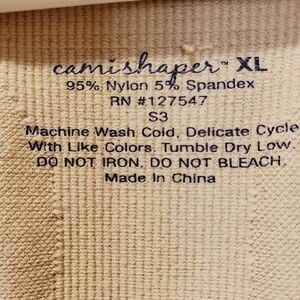 camishaper™ XL
95% Nylon 5% Spandex
RN #127547
S3
Machine Wash Cold, Delicate Cycle
With Like Colors. Tumble Dry Low.
DO NOT IRON. DO NOT BLEACH.
Made In China